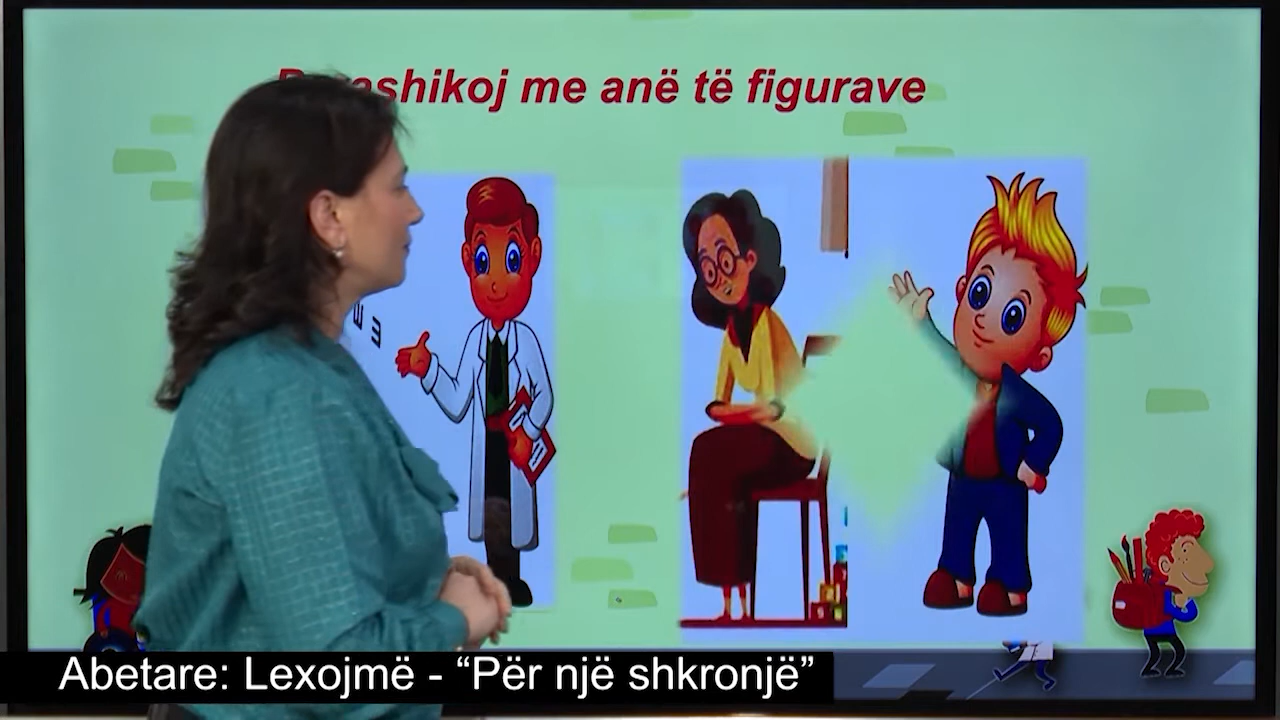 me anë të figurave
Abetare: Lexojmë - “Për një shkronjë”